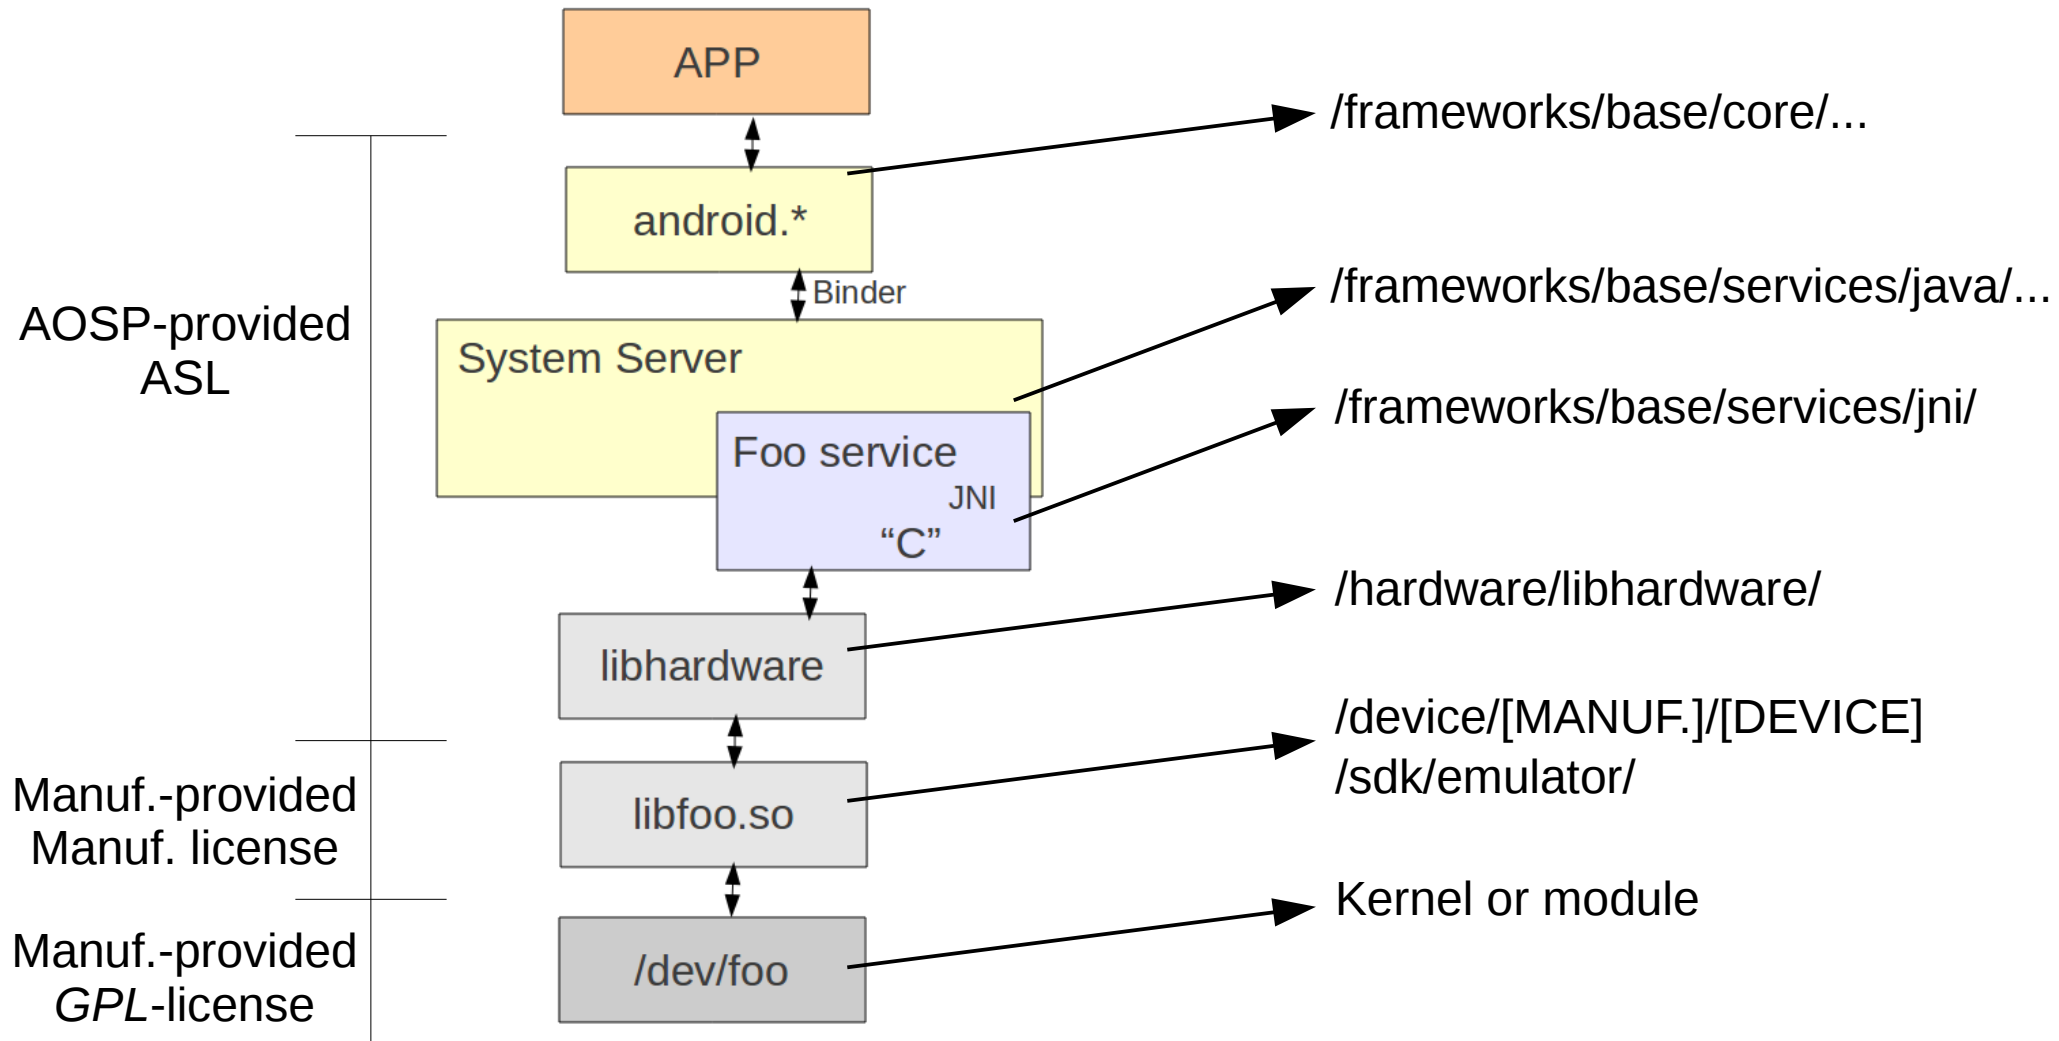 APP
/frameworks/base/core/...
android.*
Binder
/frameworks/base/services/java/...
AOSP-provided
ASL
System Server
/frameworks/base/services/jni/
Foo service
JNI
“C”
/hardware/libhardware/
libhardware
/device/[MANUF.]/[DEVICE]
/sdk/emulator/
Manuf.-provided
Manuf. license
libfoo.so
Kernel or module
Manuf.-provided
GPL-license
/dev/foo